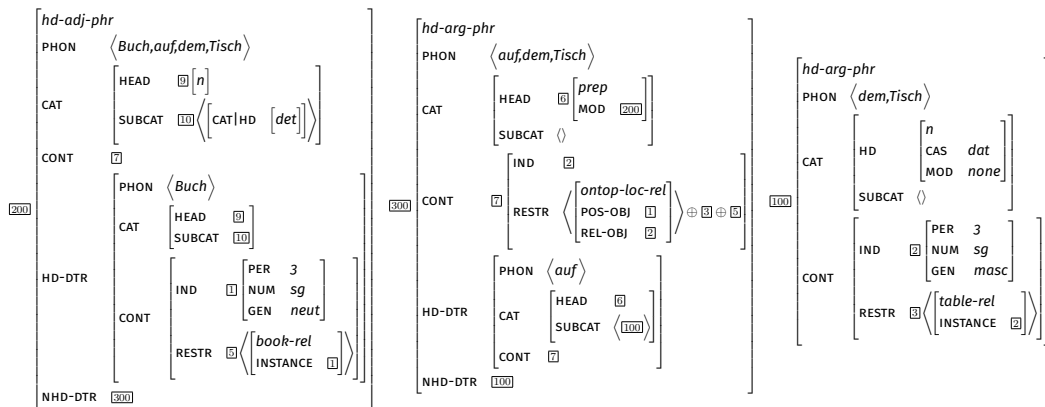 hd-adj-phr
PHON ⟨Buch,auf,dem,Tisch⟩
CAT
HEAD 9 [n]
SUBCAT 10 ⟨[CAT|HD [det]]⟩
CONT 7
200
HD-DTR
PHON ⟨Buch⟩
CAT
HEAD 9
SUBCAT 10
CONT
IND 1
PER 3
NUM sg
GEN neut
RESTR 5 ⟨[book-rel
INSTANCE 1]⟩
NHD-DTR 300
hd-arg-phr
PHON ⟨auf,dem,Tisch⟩
CAT
HEAD 6
prep
MOD 200
SUBCAT ⟨⟩
300
CONT 7
IND 2
RESTR ⟨[ontop-loc-rel
POS-OBJ 1
REL-OBJ 2]⟩ ⊕ 3 ⊕ 5
HD-DTR
PHON ⟨auf⟩
CAT
HEAD 6
SUBCAT ⟨100⟩
CONT 7
NHD-DTR 100
hd-arg-phr
PHON ⟨dem,Tisch⟩
CAT
HD
n
CAS dat
MOD none
SUBCAT ⟨⟩
100
CONT
IND 2
PER 3
NUM sg
GEN masc
RESTR 3 ⟨[table-rel
INSTANCE 2]⟩